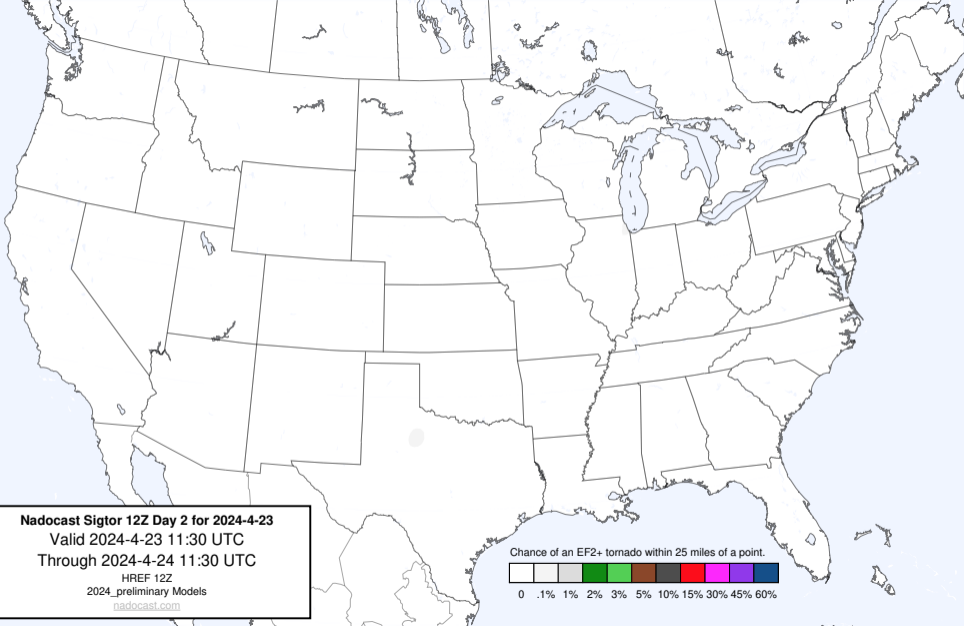 Nadocast Sigtor 12Z Day 2 for 2024-4-23
Valid 2024-4-23 11:30 UTC
Through 2024-4-24 11:30 UTC
HREF 12Z
2024_preliminary Models
nadocast.com
Chance of an EF2+ tornado within 25 miles of a point.
0 .1% 1% 2% 3% 5% 10% 15% 30% 45% 60%